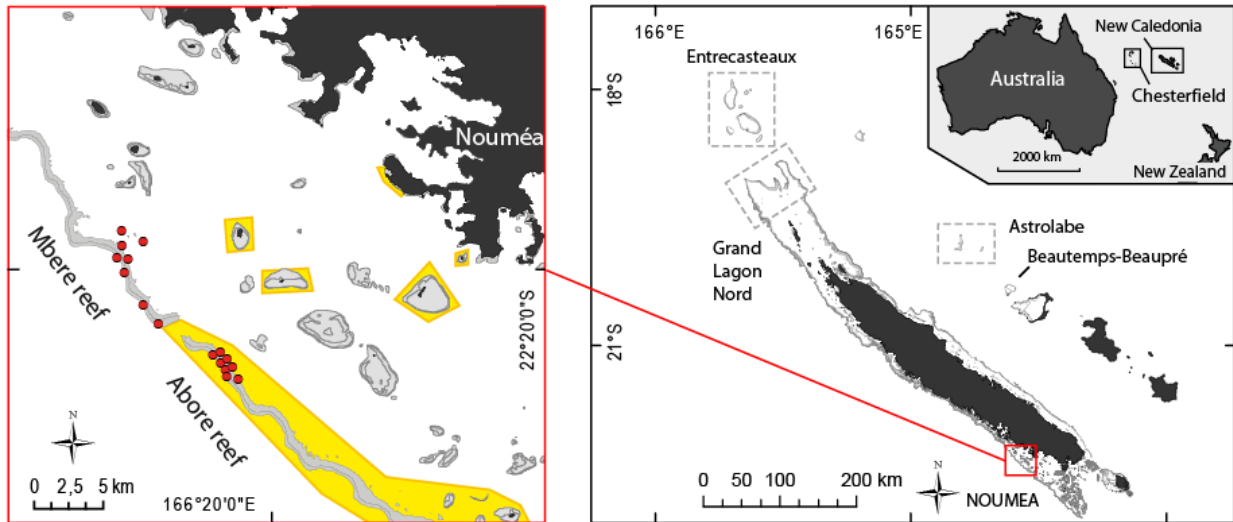 Nouméa
Mbere reef
Abore reef
22°20'0"S
N
0 2,5 5 km
166°20'0"E
166°E
165°E
18°S
21°S
Entrecasteaux
Grand
Lagon
Nord
Astrolabe
Beautemps-Beaupré
New Caledonia
Australia
Chesterfield
2000 km
New Zealand
0 50 100 200 km
N
NOUMEA